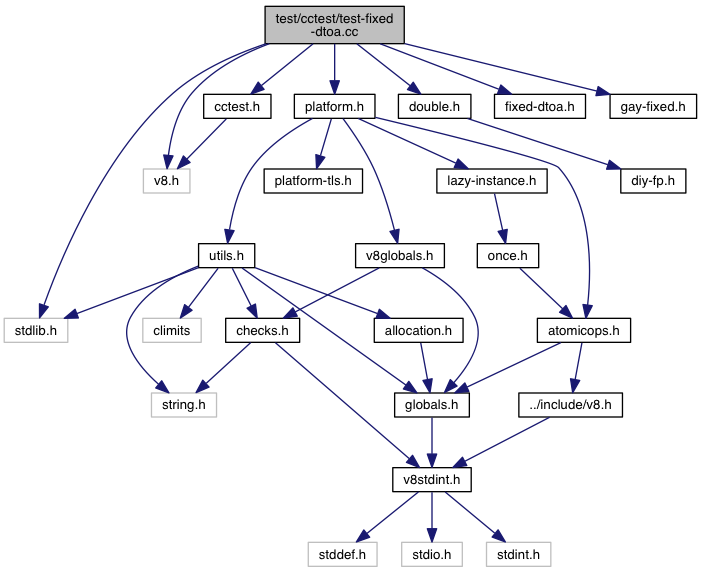 test/cctest/test-fixed
-dtoa.cc
cctest.h
platform.h
double.h
fixed-dtoa.h
gay-fixed.h
v8.h
platform-tls.h
lazy-instance.h
diy-fp.h
utils.h
v8globals.h
once.h
stdlib.h
climits
checks.h
allocation.h
atomicops.h
string.h
globals.h
../include/v8.h
v8stdint.h
stddef.h
stdio.h
stdint.h